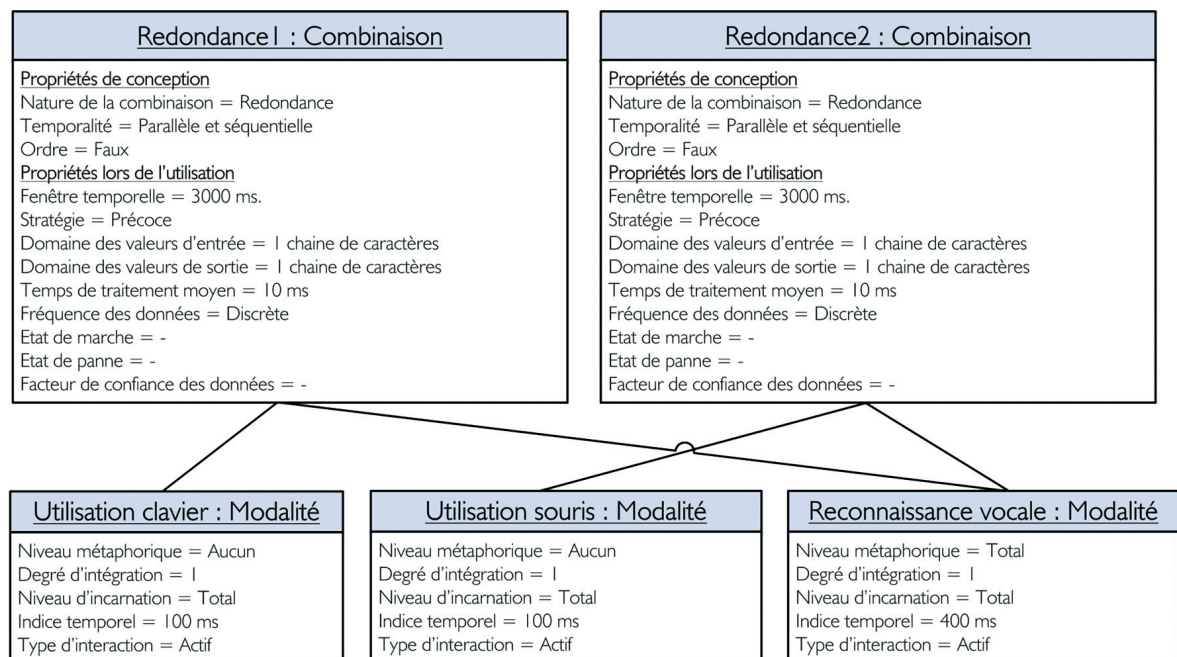 Redondance1 : Combinaison
Propriétés de conception
Nature de la combinaison = Redondance
Temporalité = Parallèle et séquentielle
Ordre = Faux
Propriétés lors de l'utilisation
Fenêtre temporelle = 3000 ms.
Stratégie = Précoce
Domaine des valeurs d'entrée = 1 chaine de caractères
Domaine des valeurs de sortie = 1 chaine de caractères
Temps de traitement moyen = 10 ms
Fréquence des données = Discrète
Etat de marche = -
Etat de panne = -
Facteur de confiance des données = -
Redondance2 : Combinaison
Propriétés de conception
Nature de la combinaison = Redondance
Temporalité = Parallèle et séquentielle
Ordre = Faux
Propriétés lors de l'utilisation
Fenêtre temporelle = 3000 ms.
Stratégie = Précoce
Domaine des valeurs d'entrée = 1 chaine de caractères
Domaine des valeurs de sortie = 1 chaine de caractères
Temps de traitement moyen = 10 ms
Fréquence des données = Discrète
Etat de marche = -
Etat de panne = -
Facteur de confiance des données = -
Utilisation clavier : Modalité
Niveau métaphorique = Aucun
Degré d'intégration = 1
Niveau d'incarnation = Total
Indice temporel = 100 ms
Type d'interaction = Actif
Utilisation souris : Modalité
Niveau métaphorique = Aucun
Degré d'intégration = 1
Niveau d'incarnation = Total
Indice temporel = 100 ms
Type d'interaction = Actif
Reconnaissance vocale : Modalité
Niveau métaphorique = Total
Degré d'intégration = 1
Niveau d'incarnation = Total
Indice temporel = 400 ms
Type d'interaction = Actif